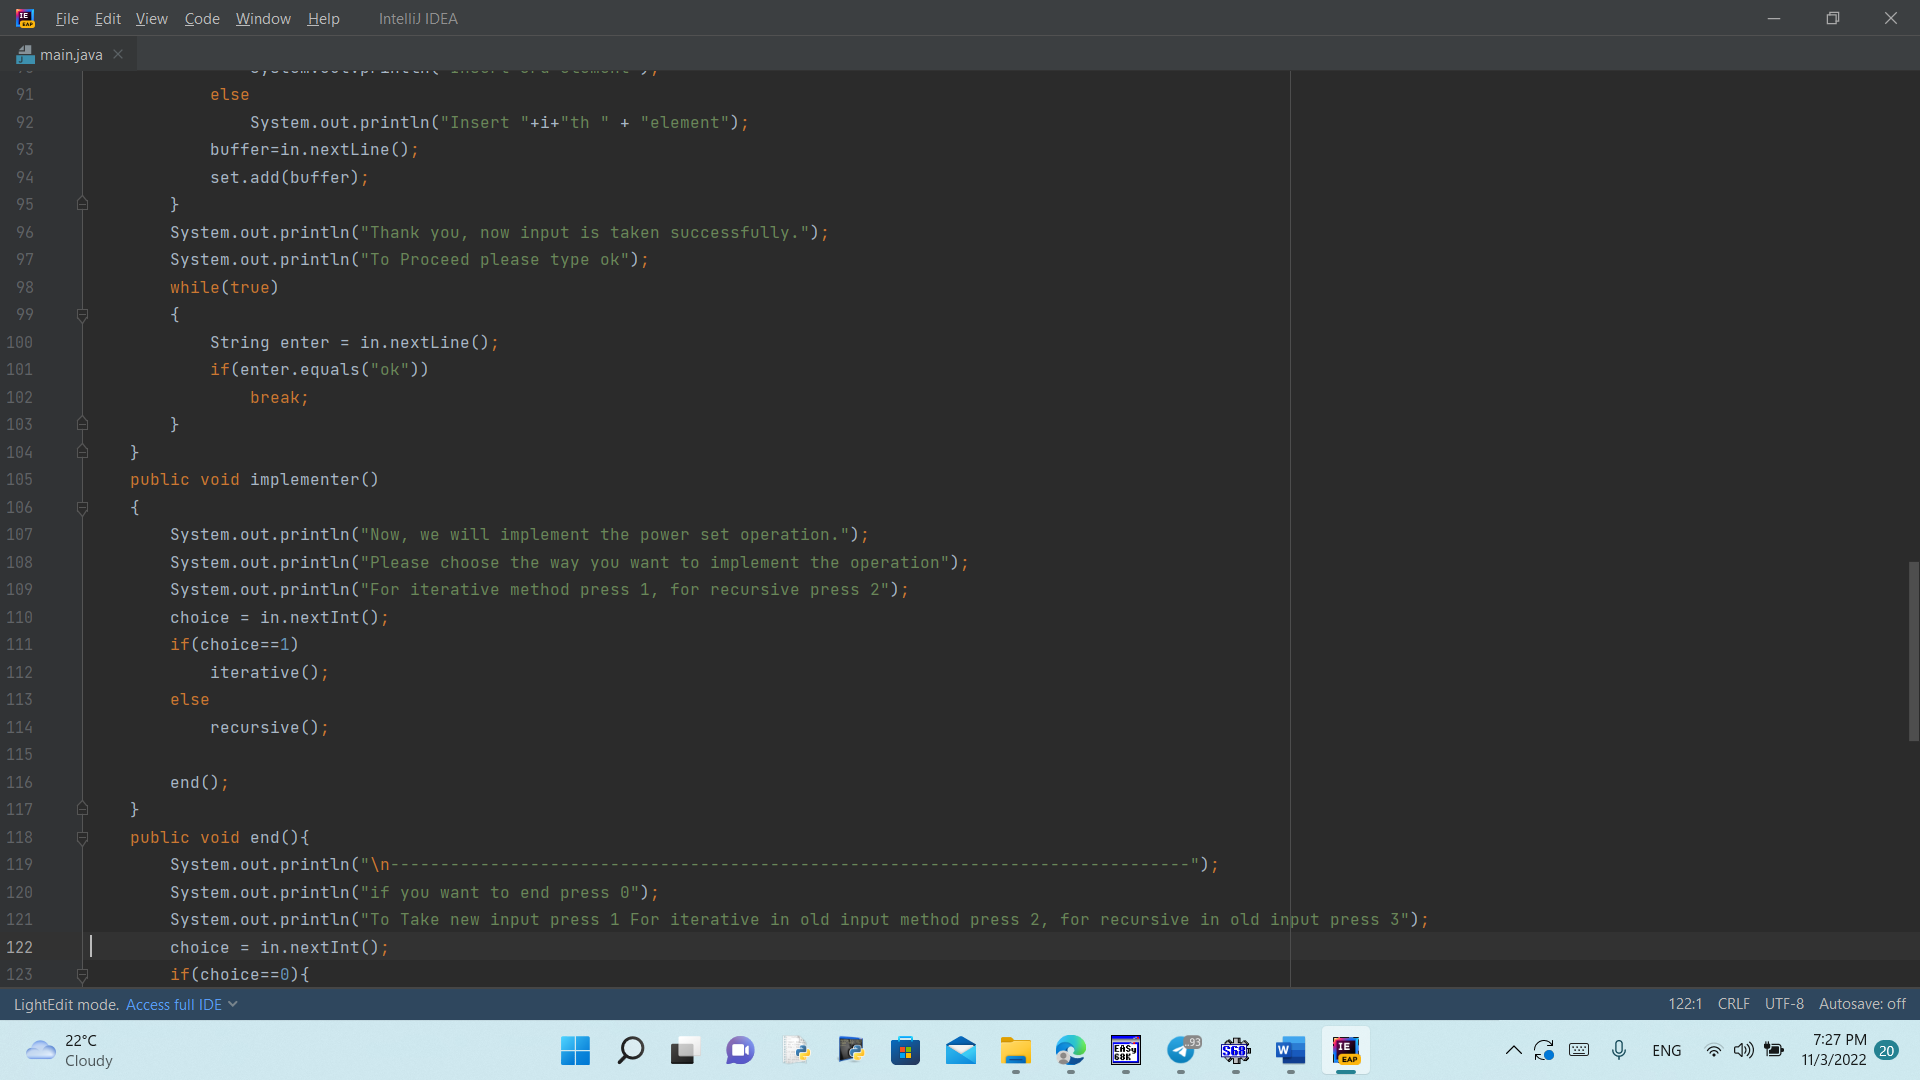 File Edit View Code Window Help IntelliJ IDEA
main.java
91 else
92 System.out.println("Insert "+i+"th " + "element");
93 buffer=in.nextLine();
94 set.add(buffer);
95 }
96 System.out.println("Thank you, now input is taken successfully.");
97 System.out.println("To Proceed please type ok");
98 while(true)
99 {
100 String enter = in.nextLine();
101 if(enter.equals("ok"))
102 break;
103 }
104 }
105 public void implementer()
106 {
107 System.out.println("Now, we will implement the power set operation.");
108 System.out.println("Please choose the way you want to implement the operation");
109 System.out.println("For iterative method press 1, for recursive press 2");
110 choice = in.nextInt();
111 if(choice==1)
112 iterative();
113 else
114 recursive();
115
116 end();
117 }
118 public void end(){
119 System.out.println("\n--------------------------------------------------------------------------------");
120 System.out.println("if you want to end press 0");
121 System.out.println("To Take new input press 1 For iterative in old input method press 2, for recursive in old input press 3");
122 choice = in.nextInt();
123 if(choice==0){
LightEdit mode. Access full IDE 122:1 CRLF UTF-8 Autosave: off
22°C
Cloudy
EASy
68K
93
S68
W
IE
EAP
ENG
7:27 PM
11/3/2022
20